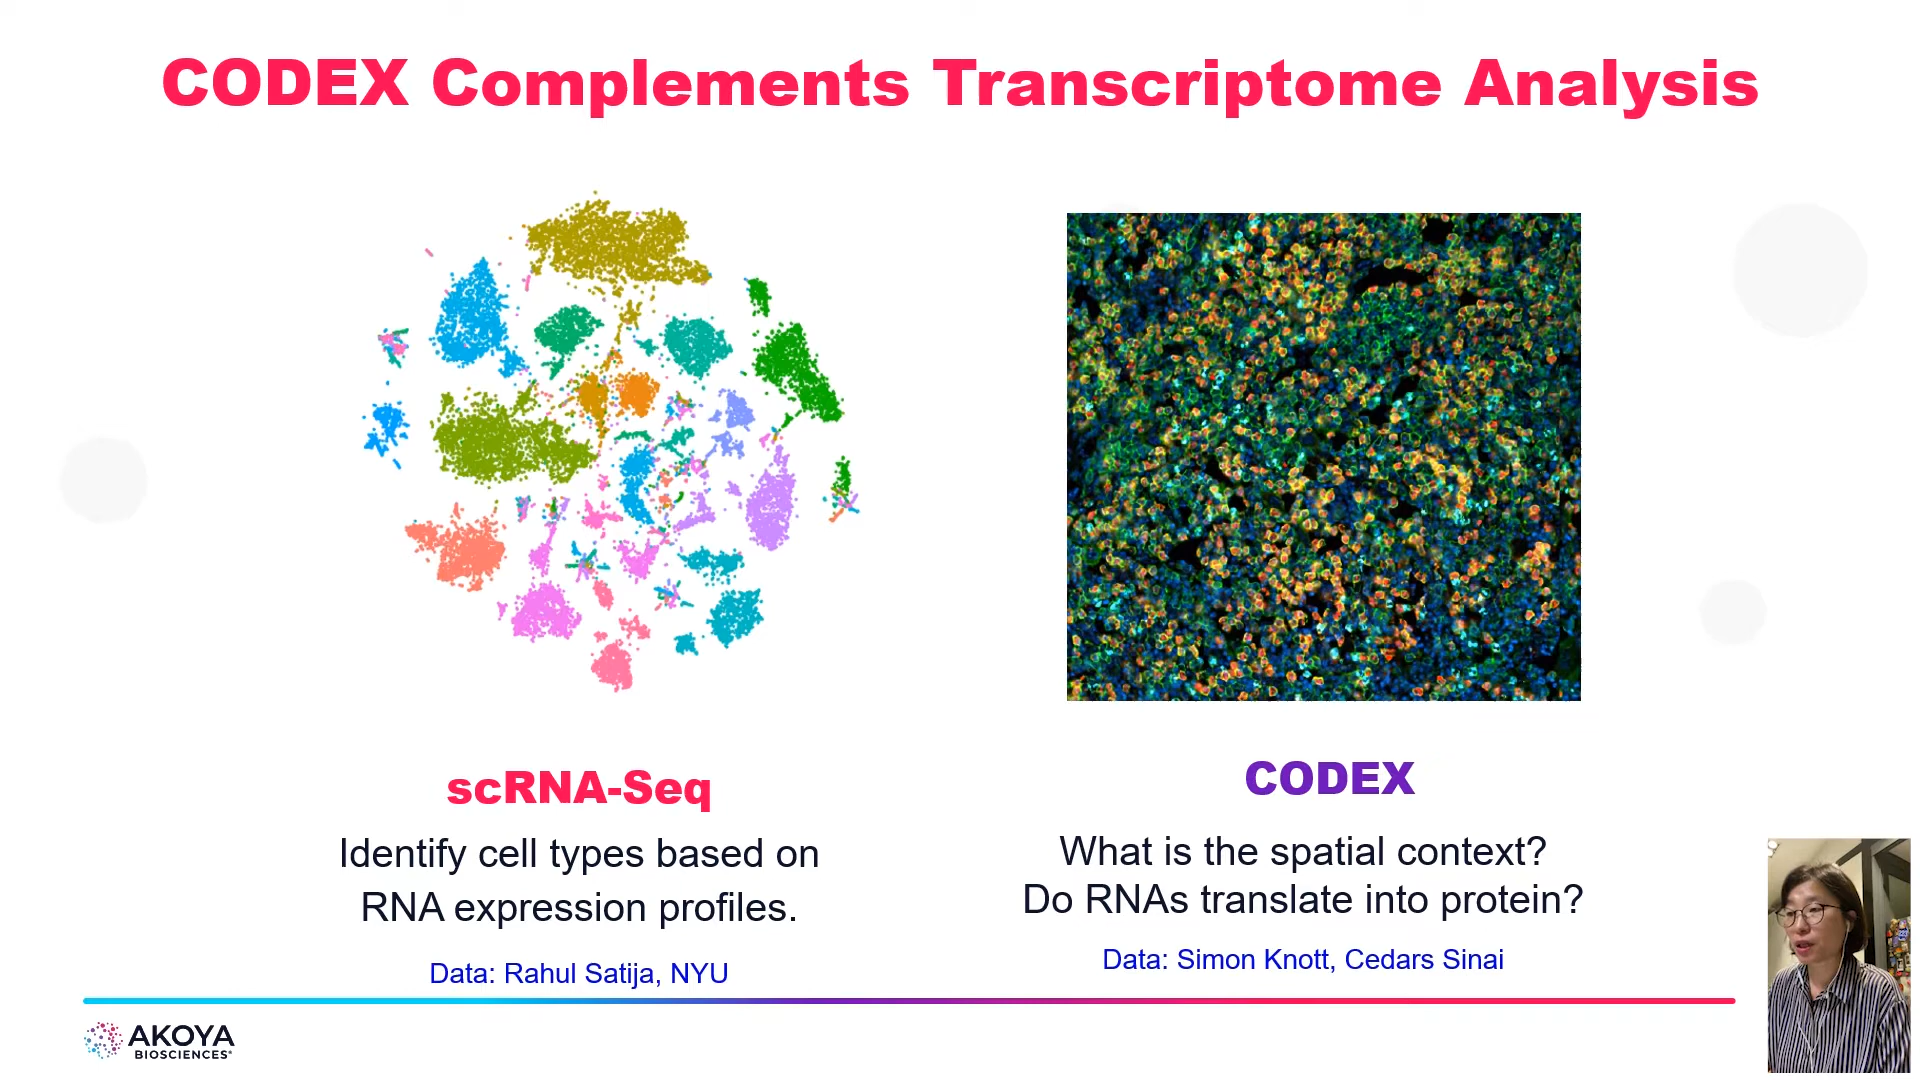 CODEX Complements Transcriptome Analysis
scRNA-Seq
Identify cell types based on
RNA expression profiles.
Data: Rahul Satija, NYU
CODEX
What is the spatial context?
Do RNAs translate into protein?
Data: Simon Knott, Cedars Sinai
AKOYA
BIOSCIENCES®